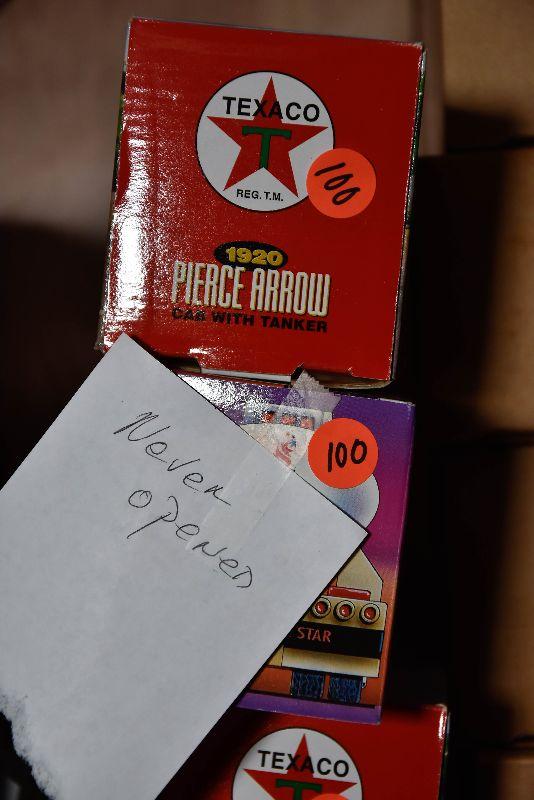 TEXACO
T
REG. T.M.
100
1920
PIERCE ARROW
CAB WITH TANKER
100
Never
opened
STAR
TEXACO
T